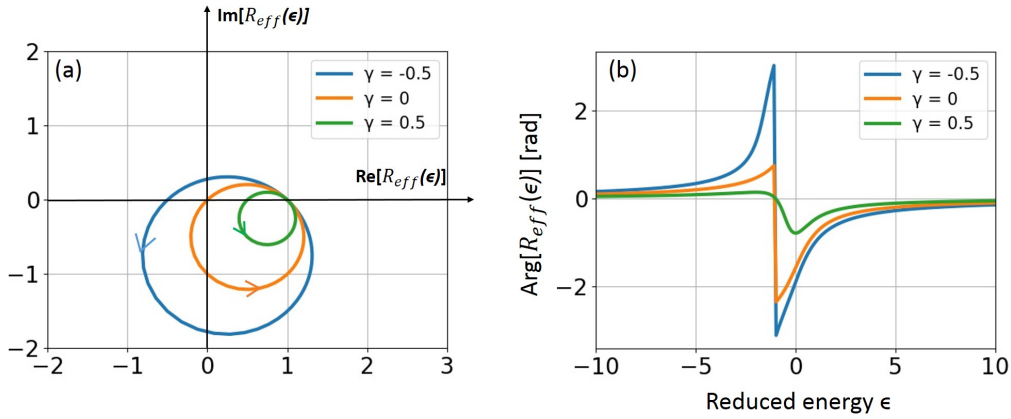 Im[R_eff(ϵ)]
(a)
γ = -0.5
γ = 0
γ = 0.5
Re[R_eff(ϵ)]
2
1
0
−1
−2
−2
−1
0
1
2
3
(b)
γ = -0.5
γ = 0
γ = 0.5
Arg[R_eff(ϵ)] [rad]
2
0
−2
−10
−5
0
5
10
Reduced energy ϵ